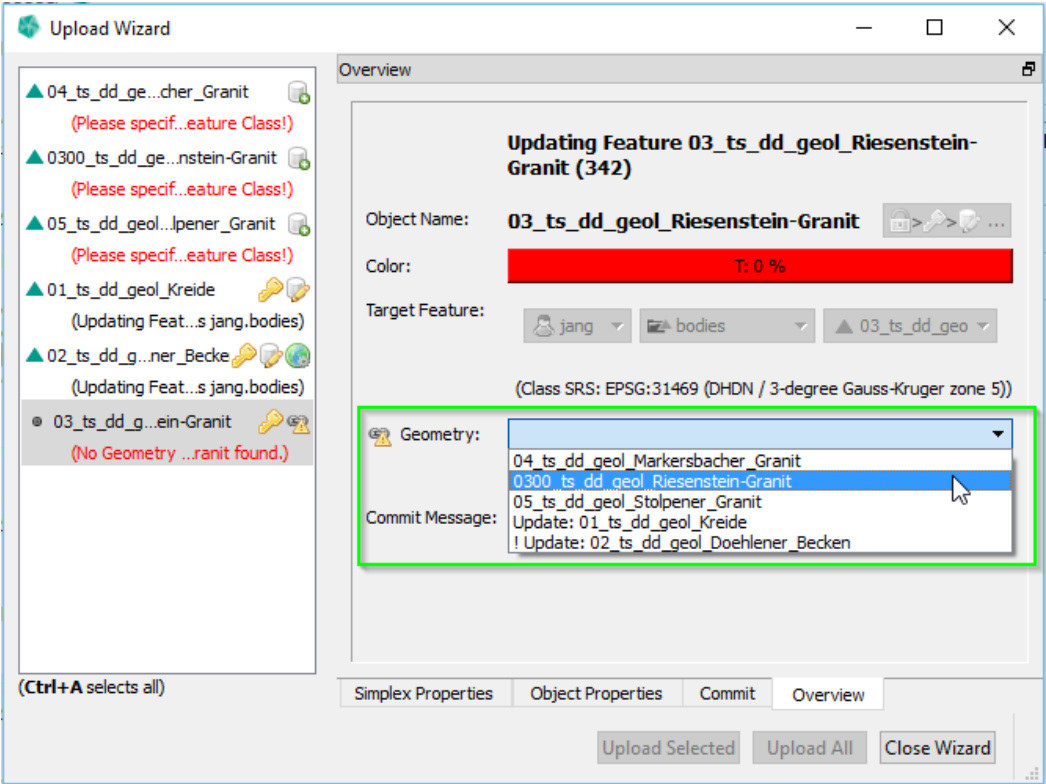 Upload Wizard
04_ts_dd_ge...cher_Granit
(Please specif...eature Class!)
0300_ts_dd_ge...nstein-Granit
(Please specif...eature Class!)
05_ts_dd_geol...lpener_Granit
(Please specif...eature Class!)
01_ts_dd_geol_Kreide
(Updating Feat...s jang.bodies)
02_ts_dd_g...ner_Becke
(Updating Feat...s jang.bodies)
03_ts_dd_g...ein-Granit
(No Geometry ...ranit found.)
(Ctrl+A selects all)
Overview
Updating Feature 03_ts_dd_geol_Riesenstein-
Granit (342)
Object Name: 03_ts_dd_geol_Riesenstein-Granit > > ...
Color: T: 0 %
Target Feature: jang bodies 03_ts_dd_geo
(Class SRS: EPSG:31469 (DHDN / 3-degree Gauss-Kruger zone 5))
Geometry:
04_ts_dd_geol_Markersbacher_Granit
0300_ts_dd_geol_Riesenstein-Granit
05_ts_dd_geol_Stolpener_Granit
Commit Message: Update: 01_ts_dd_geol_Kreide
! Update: 02_ts_dd_geol_Doehlener_Becken
Simplex Properties Object Properties Commit Overview
Upload Selected Upload All Close Wizard